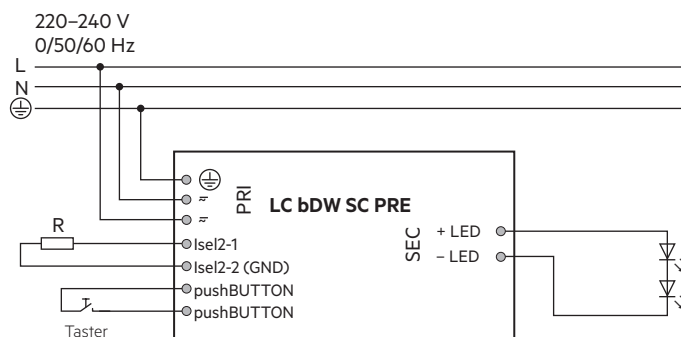 220–240 V
0/50/60 Hz
L
N
PRI
LC bDW SC PRE
R
Isel2-1
SEC
+ LED
Isel2-2 (GND)
– LED
pushBUTTON
pushBUTTON
Taster